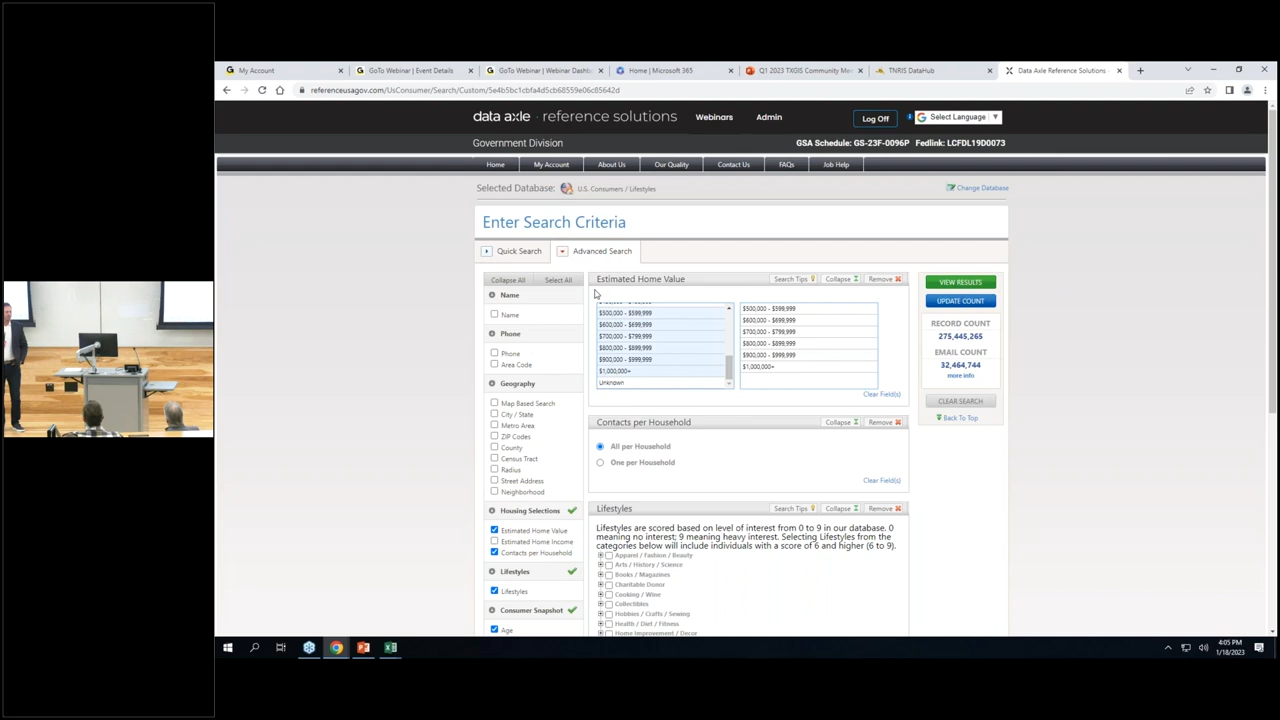 My Account
GoTo Webinar | Event Details
GoTo Webinar | Webinar Dashb
Home | Microsoft 365
Q1 2023 TXGIS Community Me
TNRIS DataHub
Data Axle Reference Solutions
referenceusagov.com/UsConsumer/Search/Custom/5e4b5bc1cbfa4d5cb68559e06c85642d
data axle · reference solutions
Webinars
Admin
Log Off
Select Language
Government Division
GSA Schedule: GS-23F-0096P Fedlink: LCFDL19D0073
Home
My Account
About Us
Our Quality
Contact Us
FAQs
Job Help
Selected Database: U.S. Consumers / Lifestyles
Change Database
Enter Search Criteria
Quick Search
Advanced Search
Collapse All
Select All
Name
Name
Phone
Phone
Area Code
Geography
Map Based Search
City / State
Metro Area
ZIP Codes
County
Census Tract
Radius
Street Address
Neighborhood
Housing Selections
Estimated Home Value
Estimated Home Income
Contacts per Household
Lifestyles
Lifestyles
Consumer Snapshot
Age
Estimated Home Value
Search Tips
Collapse
Remove
$500,000 - $599,999
$600,000 - $699,999
$700,000 - $799,999
$800,000 - $899,999
$900,000 - $999,999
$1,000,000+
Unknown
$500,000 - $599,999
$600,000 - $699,999
$700,000 - $799,999
$800,000 - $899,999
$900,000 - $999,999
$1,000,000+
Clear Field(s)
Contacts per Household
Collapse
Remove
All per Household
One per Household
Clear Field(s)
Lifestyles
Search Tips
Collapse
Remove
Lifestyles are scored based on level of interest from 0 to 9 in our database. 0
meaning no interest; 9 meaning heavy interest. Selecting Lifestyles from the
categories below will include individuals with a score of 6 and higher (6 to 9).
Apparel / Fashion / Beauty
Arts / History / Science
Books / Magazines
Charitable Donor
Cooking / Wine
Collectibles
Hobbies / Crafts / Sewing
Health / Diet / Fitness
Home Improvement / Decor
VIEW RESULTS
UPDATE COUNT
RECORD COUNT
275,445,265
EMAIL COUNT
32,464,744
more info
CLEAR SEARCH
Back To Top
4:05 PM
1/18/2023